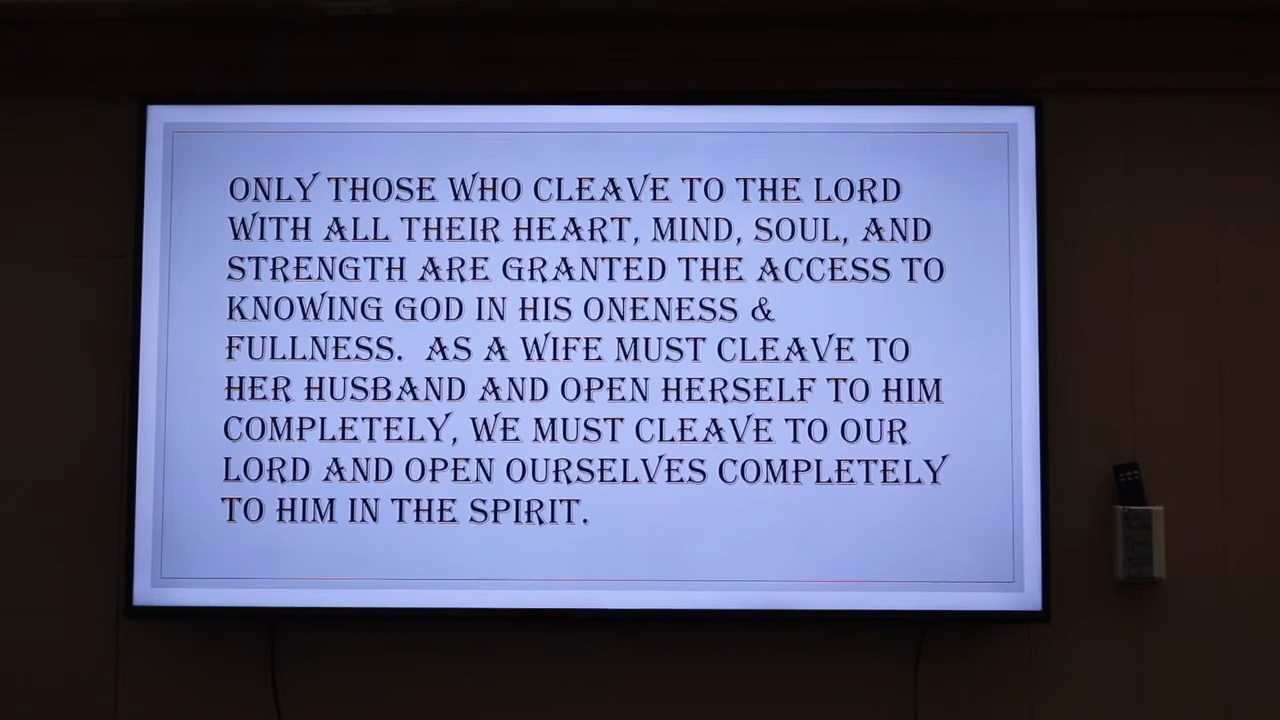 ONLY THOSE WHO CLEAVE TO THE LORD
WITH ALL THEIR HEART, MIND, SOUL, AND
STRENGTH ARE GRANTED THE ACCESS TO
KNOWING GOD IN HIS ONENESS &
FULLNESS. AS A WIFE MUST CLEAVE TO
HER HUSBAND AND OPEN HERSELF TO HIM
COMPLETELY, WE MUST CLEAVE TO OUR
LORD AND OPEN OURSELVES COMPLETELY
TO HIM IN THE SPIRIT.